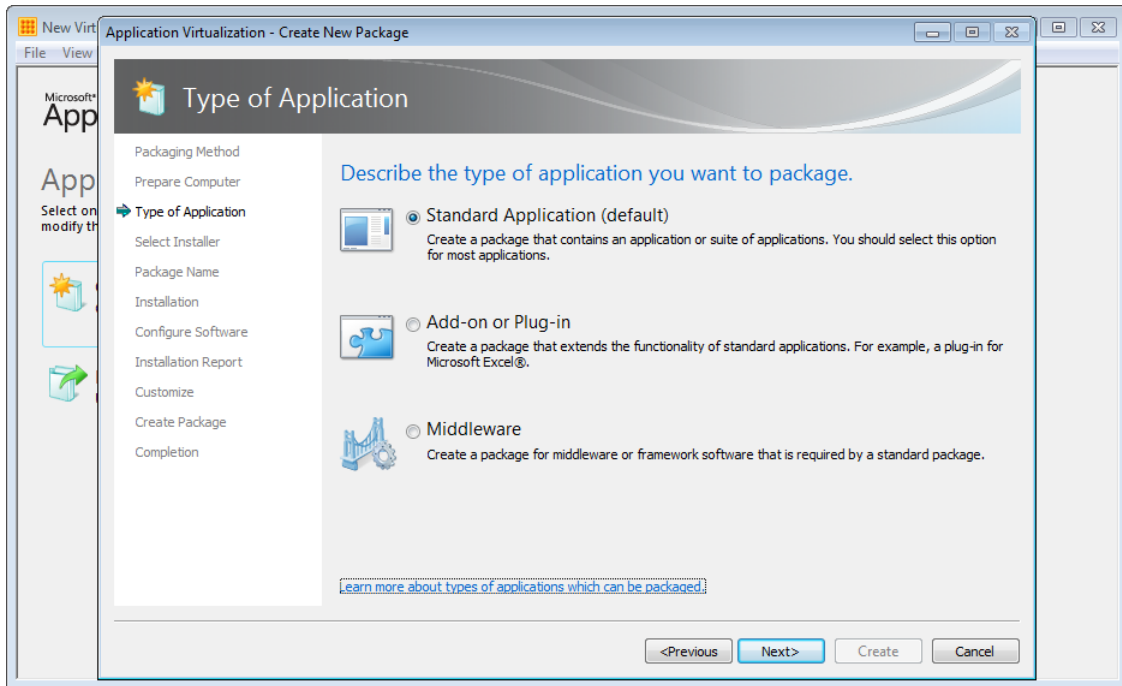 New Virt
File View
Microsoft
App
App
Select on
modify th
Application Virtualization - Create New Package
Type of Application
Packaging Method
Prepare Computer
Type of Application
Select Installer
Package Name
Installation
Configure Software
Installation Report
Customize
Create Package
Completion
Describe the type of application you want to package.
Standard Application (default)
Create a package that contains an application or suite of applications. You should select this option
for most applications.
Add-on or Plug-in
Create a package that extends the functionality of standard applications. For example, a plug-in for
Microsoft Excel®.
Middleware
Create a package for middleware or framework software that is required by a standard package.
Learn more about types of applications which can be packaged.
<Previous
Next>
Create
Cancel